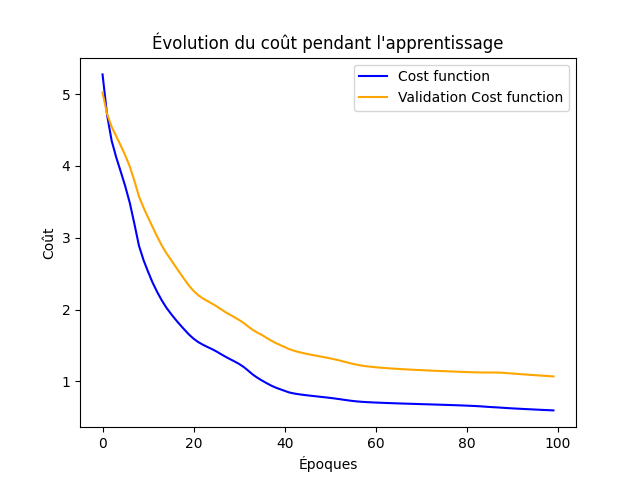 Évolution du coût pendant l'apprentissage
Cost function
Validation Cost function
Coût
5
4
3
2
1
0
20
40
60
80
100
Époques